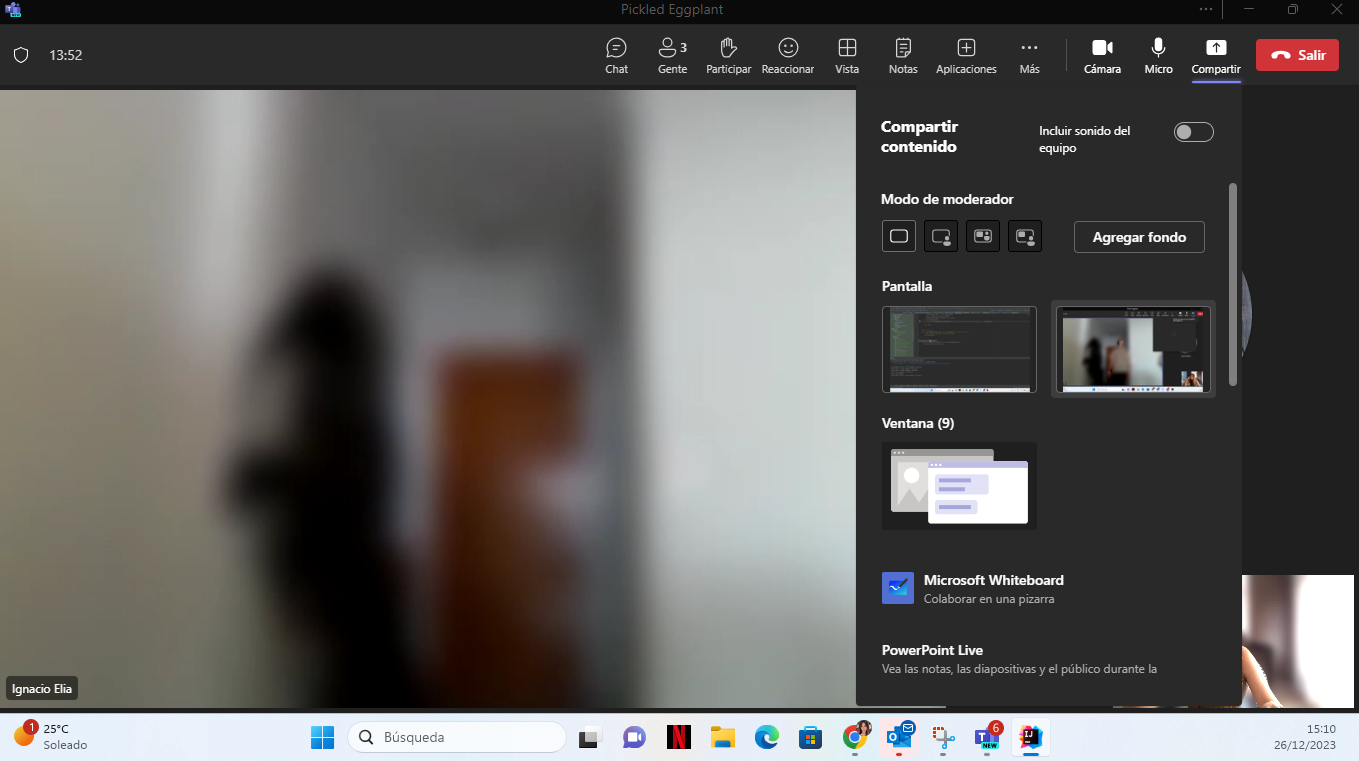 Pickled Eggplant
13:52
Chat
Gente
3
Participar
Reaccionar
Vista
Notas
Aplicaciones
Más
Cámara
Micro
Compartir
Salir
Compartir
contenido
Incluir sonido del
equipo
Modo de moderador
Agregar fondo
Pantalla
Ventana (9)
Microsoft Whiteboard
Colaborar en una pizarra
PowerPoint Live
Vea las notas, las diapositivas y el público durante la
Ignacio Elia
1
25°C
Soleado
Búsqueda
N
6
T
NEW
IJ
15:10
26/12/2023